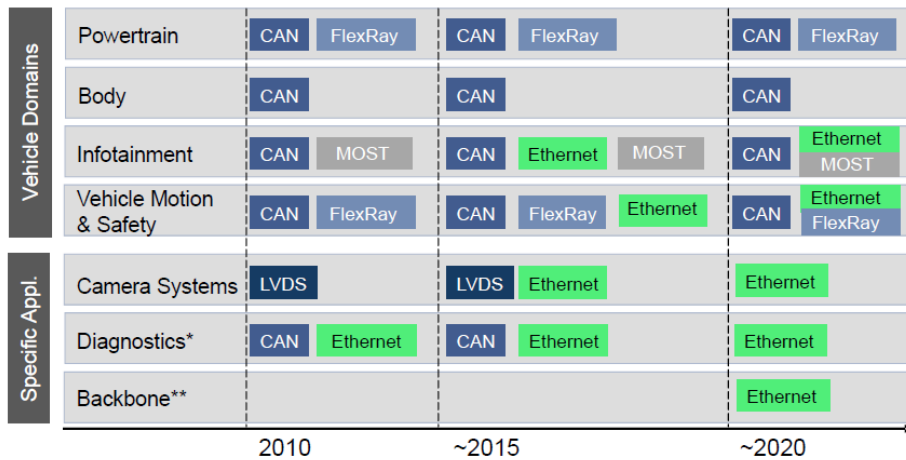 Vehicle Domains
Powertrain CAN FlexRay CAN FlexRay CAN FlexRay
Body CAN CAN CAN
Infotainment CAN MOST CAN Ethernet MOST CAN Ethernet MOST
Vehicle Motion
& Safety CAN FlexRay CAN FlexRay Ethernet CAN Ethernet FlexRay
Specific Appl.
Camera Systems LVDS LVDS Ethernet Ethernet
Diagnostics* CAN Ethernet CAN Ethernet Ethernet
Backbone** Ethernet
2010 ~2015 ~2020